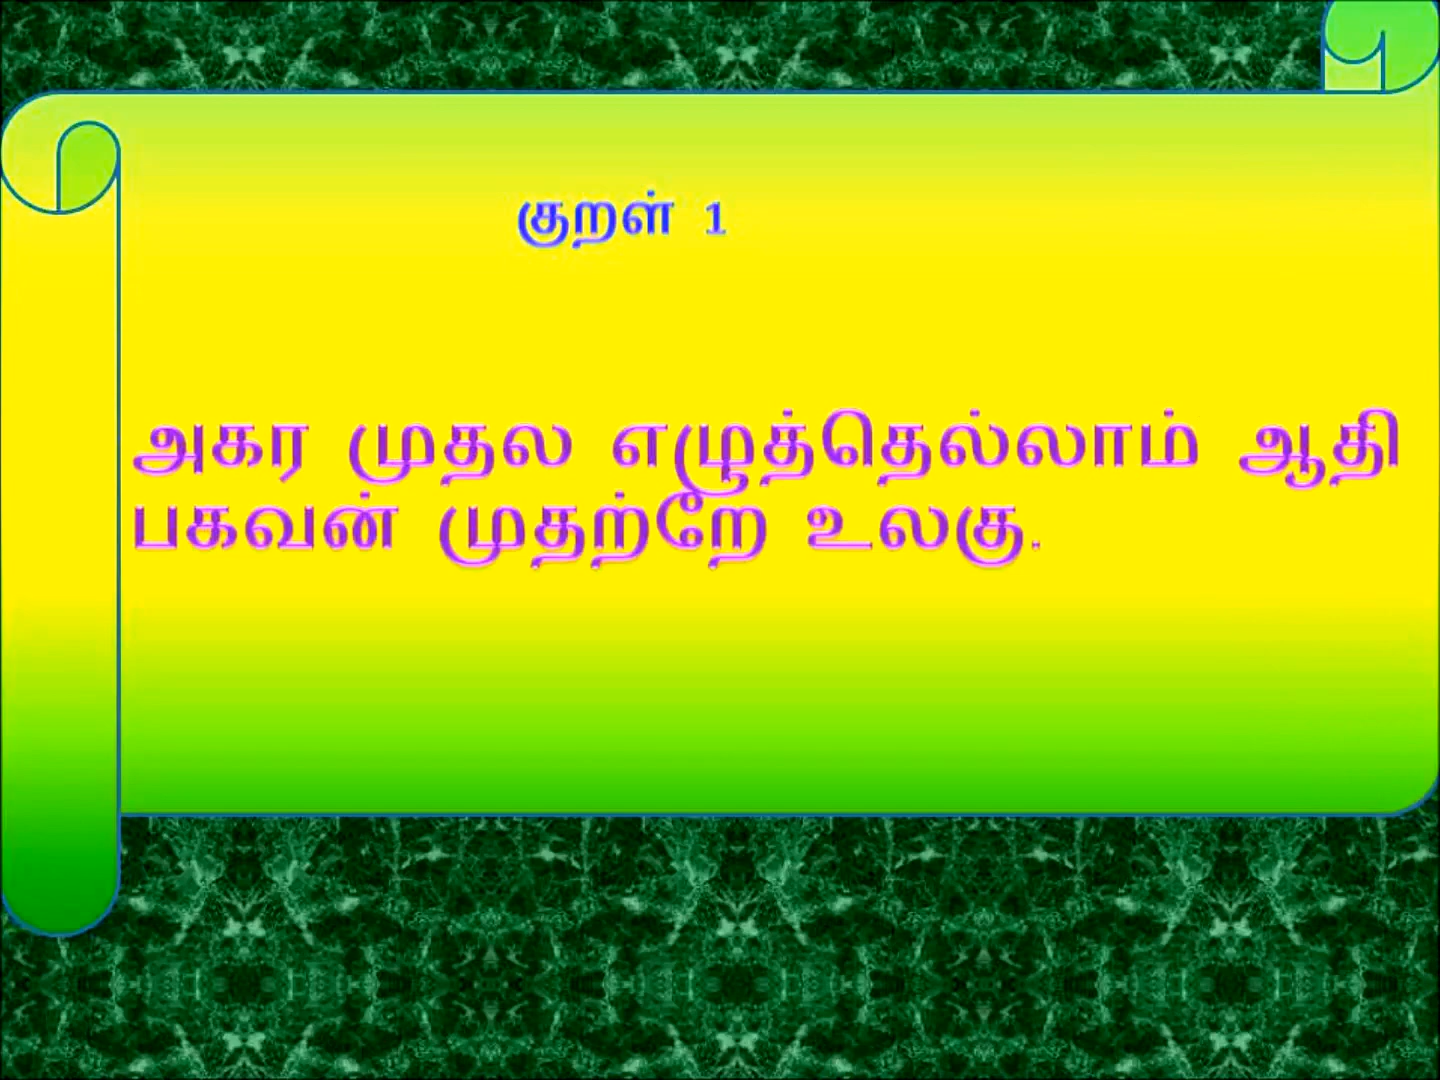 குறள் 1
அகர முதல எழுத்தெல்லாம் ஆதி
பகவன் முதற்றே உலகு.